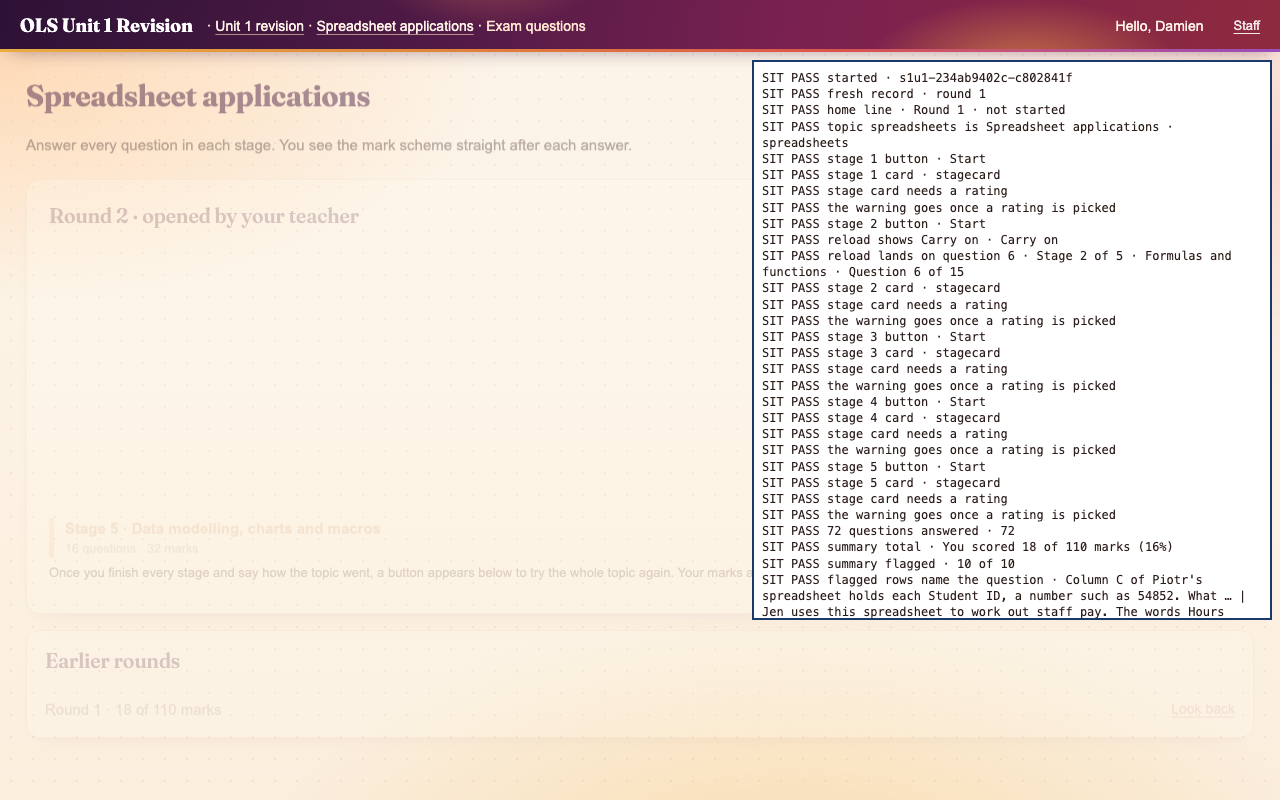 OLS Unit 1 Revision · Unit 1 revision · Spreadsheet applications · Exam questions Hello, Damien Staff
Spreadsheet applications
Answer every question in each stage. You see the mark scheme straight after each answer.
Round 2 · opened by your teacher
Stage 5 · Data modelling, charts and macros
16 questions · 32 marks
Once you finish every stage and say how the topic went, a button appears below to try the whole topic again. Your marks a
Earlier rounds
Round 1 · 18 of 110 marks Look back
SIT PASS started · s1u1-234ab9402c-c802841f
SIT PASS fresh record · round 1
SIT PASS home line · Round 1 · not started
SIT PASS topic spreadsheets is Spreadsheet applications ·
spreadsheets
SIT PASS stage 1 button · Start
SIT PASS stage 1 card · stagecard
SIT PASS stage card needs a rating
SIT PASS the warning goes once a rating is picked
SIT PASS stage 2 button · Start
SIT PASS reload shows Carry on · Carry on
SIT PASS reload lands on question 6 · Stage 2 of 5 · Formulas and
functions · Question 6 of 15
SIT PASS stage 2 card · stagecard
SIT PASS stage card needs a rating
SIT PASS the warning goes once a rating is picked
SIT PASS stage 3 button · Start
SIT PASS stage 3 card · stagecard
SIT PASS stage card needs a rating
SIT PASS the warning goes once a rating is picked
SIT PASS stage 4 button · Start
SIT PASS stage 4 card · stagecard
SIT PASS stage card needs a rating
SIT PASS the warning goes once a rating is picked
SIT PASS stage 5 button · Start
SIT PASS stage 5 card · stagecard
SIT PASS stage card needs a rating
SIT PASS the warning goes once a rating is picked
SIT PASS 72 questions answered · 72
SIT PASS summary total · You scored 18 of 110 marks (16%)
SIT PASS summary flagged · 10 of 10
SIT PASS flagged rows name the question · Column C of Piotr's
spreadsheet holds each Student ID, a number such as 54852. What … |
Jen uses this spreadsheet to work out staff pay. The words Hours